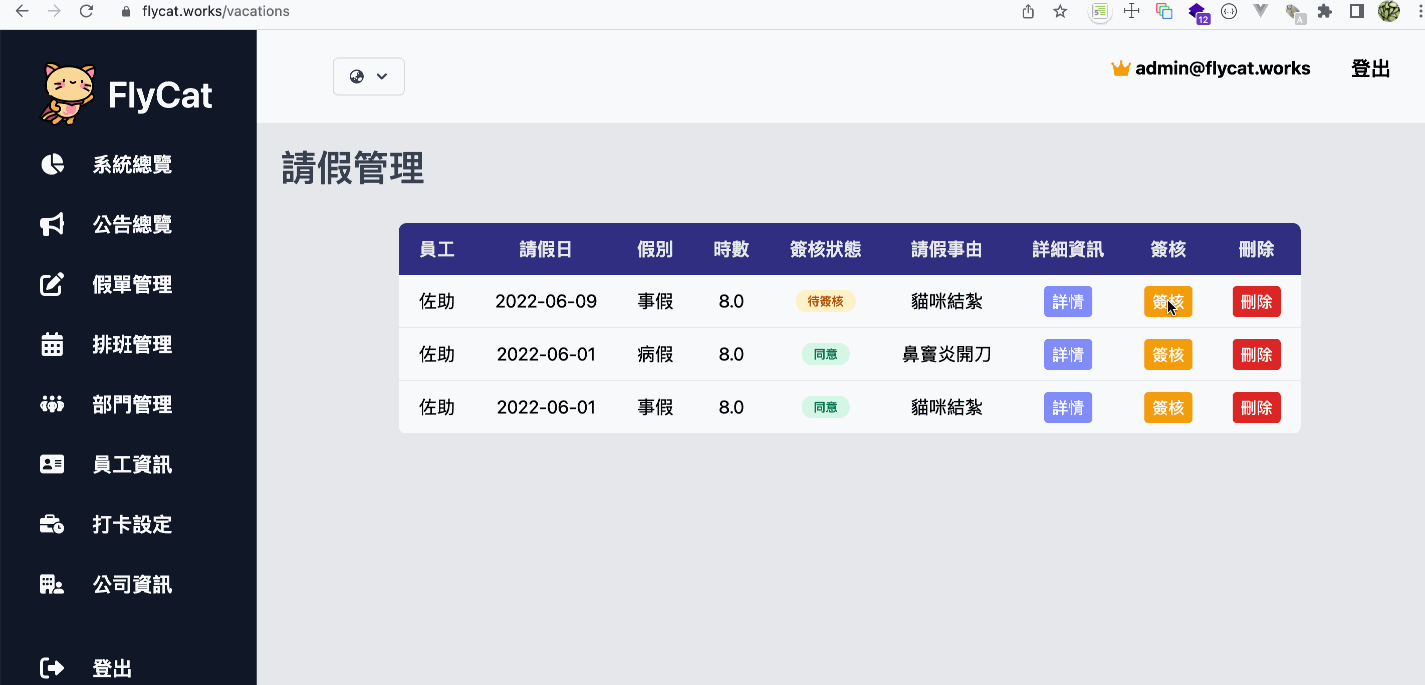 flycat.works/vacations
12
A
FlyCat
admin@flycat.works 登出
系統總覽
公告總覽
假單管理
排班管理
部門管理
員工資訊
打卡設定
公司資訊
登出
請假管理
員工 請假日 假別 時數 簽核狀態 請假事由 詳細資訊 簽核 刪除
佐助 2022-06-09 事假 8.0 待簽核 貓咪結紮 詳情 簽核 刪除
佐助 2022-06-01 病假 8.0 同意 鼻竇炎開刀 詳情 簽核 刪除
佐助 2022-06-01 事假 8.0 同意 貓咪結紮 詳情 簽核 刪除